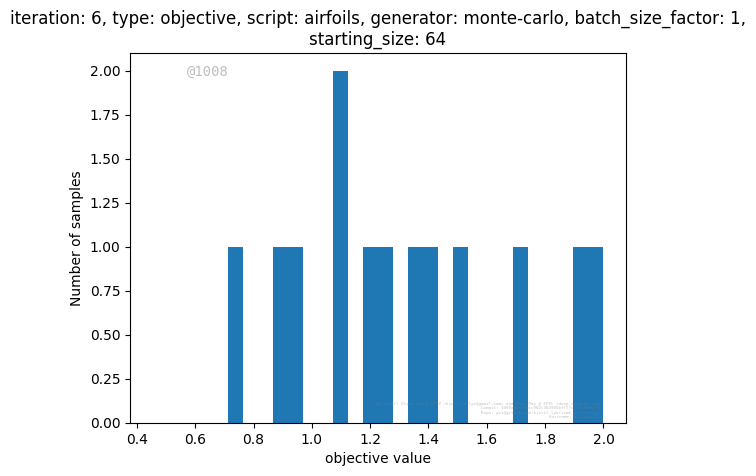 iteration: 6, type: objective, script: airfoils, generator: monte-carlo, batch_size_factor: 1,
starting_size: 64
@1008
2.00
1.75
1.50
1.25
1.00
0.75
0.50
0.25
0.00
Number of samples
0.4 0.6 0.8 1.0 1.2 1.4 1.6 1.8 2.0
objective value